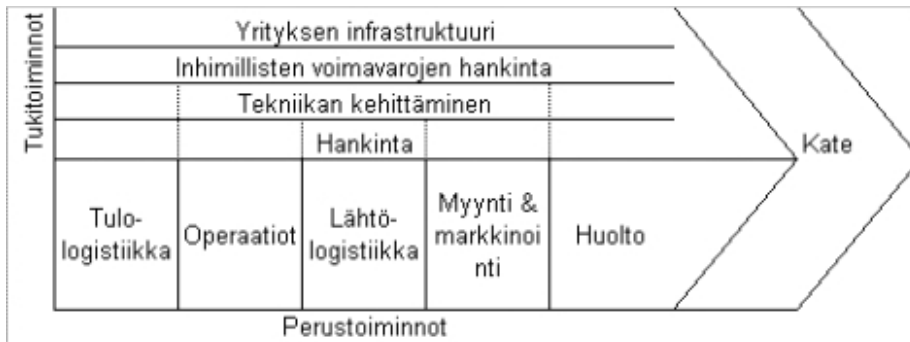 Tukitoiminnot
Yrityksen infrastruktuuri
Inhimillisten voimavarojen hankinta
Tekniikan kehittäminen
Hankinta
Kate
Tulo-
logistiikka
Operaatiot
Lähtö-
logistiikka
Myynti &
markkinoi
nti
Huolto
Perustoiminnot